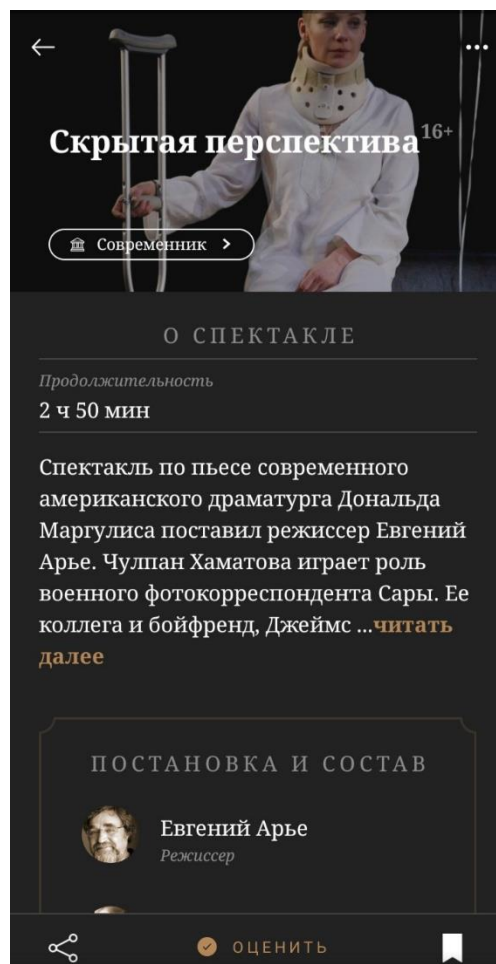 Скрытая перспектива 16+
Современник
О СПЕКТАКЛЕ
Продолжительность
2 ч 50 мин
Спектакль по пьесе современного
американского драматурга Дональда
Маргулиса поставил режиссер Евгений
Арье. Чулпан Хаматова играет роль
военного фотокорреспондента Сары. Ее
коллега и бойфренд, Джеймс ...читать
далее
ПОСТАНОВКА И СОСТАВ
Евгений Арье
Режиссер
ОЦЕНИТЬ